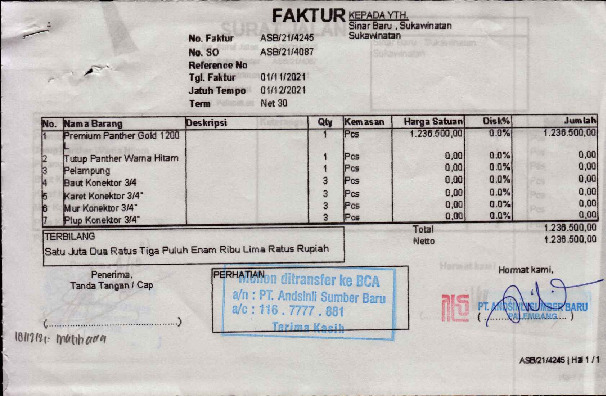 FAKTUR
KEPADA YTH.
Sinar Baru , Sukawinatan
Sukawinatan
No. Faktur ASB/21/4245
No. SO ASB/21/4087
Reference No
Tgl. Faktur 01/11/2021
Jatuh Tempo 01/12/2021
Term Net 30
No. Nama Barang Deskripsi Qty Kemasan Harga Satuan Disk% Jumlah
1 Premium Panther Gold 1200 1 Pcs 1.236.500,00 0.0% 1.236.500,00
L
2 Tutup Panther Warna Hitam 1 Pcs 0,00 0.0% 0,00
3 Pelampung 1 Pcs 0,00 0.0% 0,00
4 Baut Konektor 3/4 3 Pcs 0,00 0.0% 0,00
5 Karet Konektor 3/4" 3 Pcs 0,00 0.0% 0,00
6 Mur Konektor 3/4" 3 Pcs 0,00 0.0% 0,00
7 Plup Konektor 3/4" 3 Pcs 0,00 0.0% 0,00
Total 1.236.500,00
Netto 1.236.500,00
TERBILANG
Satu Juta Dua Ratus Tiga Puluh Enam Ribu Lima Ratus Rupiah
Penerima,
Tanda Tangan / Cap
(..............................)
PERHATIAN
Mohon ditransfer ke BCA
a/n : PT. Andsinli Sumber Baru
a/c : 116 . 7777 . 881
Terima Kasih
Hormat kami,
PT. ANDSINLI SUMBER BARU
PALEMBANG
ASB/21/4245 | Hal 1 / 1